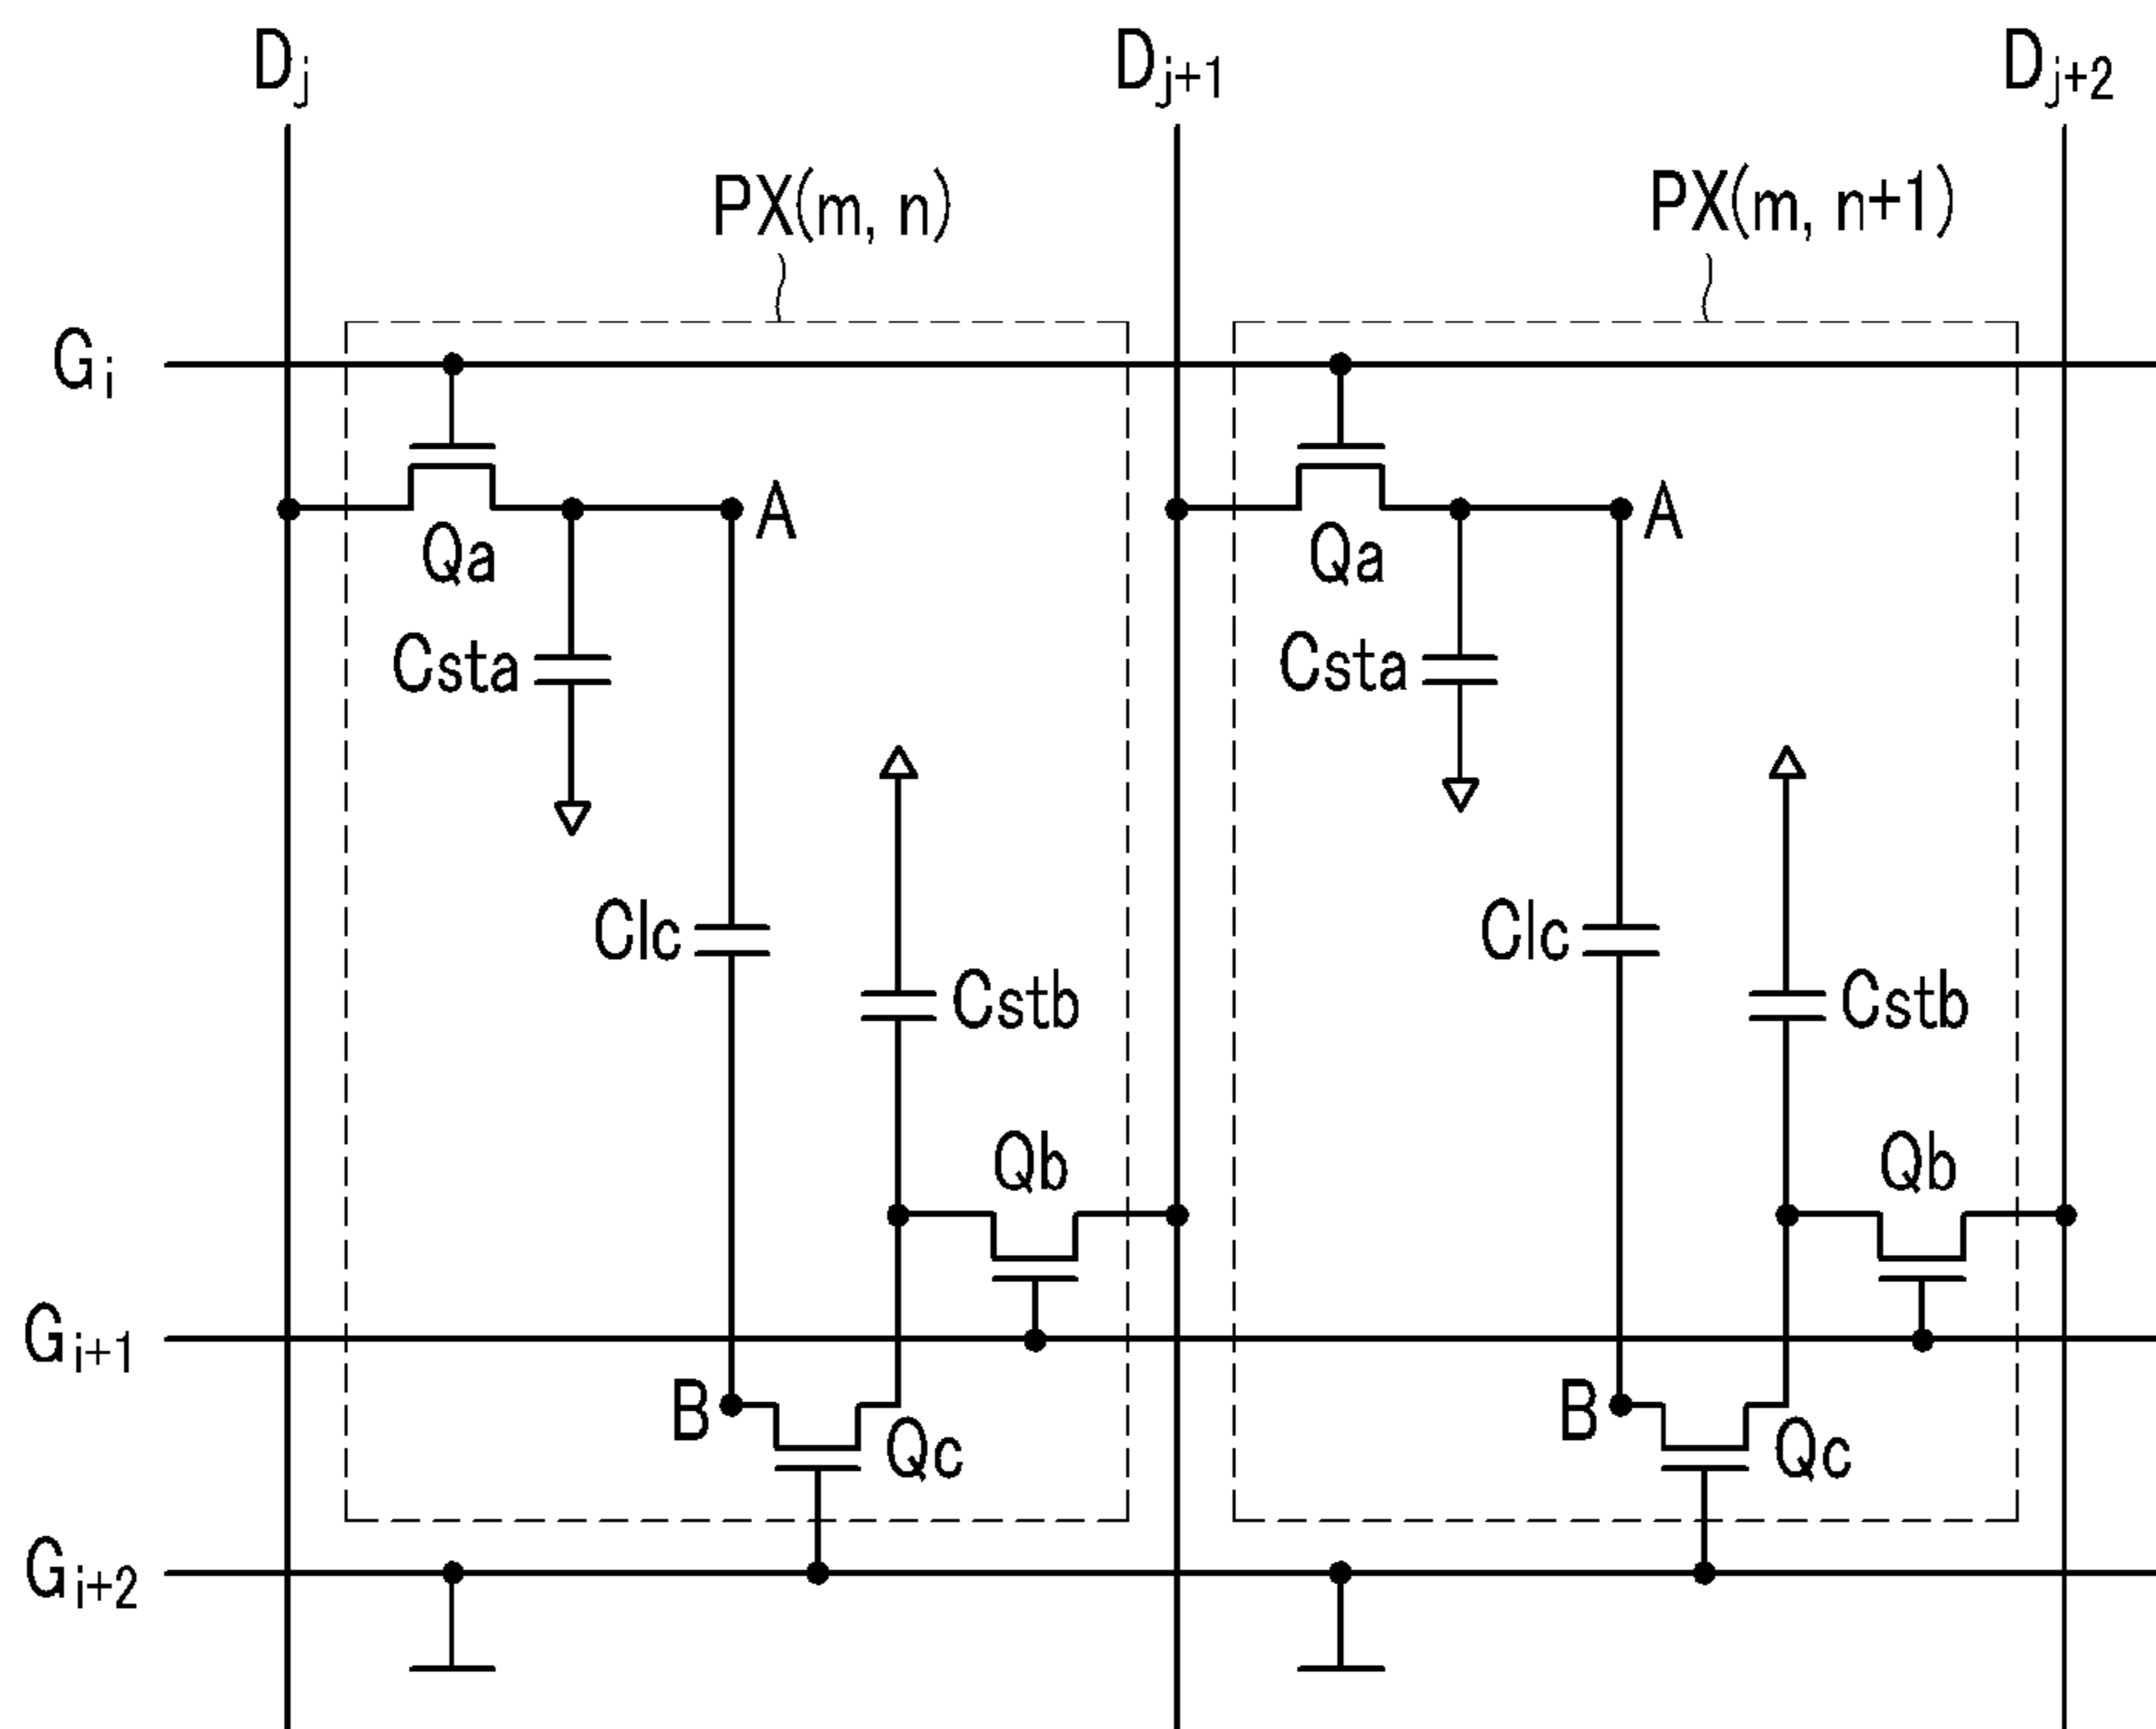 Dj Dj+1 Dj+2
PX(m, n) PX(m, n+1)
Gi
A A
Qa Qa
Csta Csta
Clc Clc
Cstb Cstb
Qb Qb
Gi+1
B B
Qc Qc
Gi+2